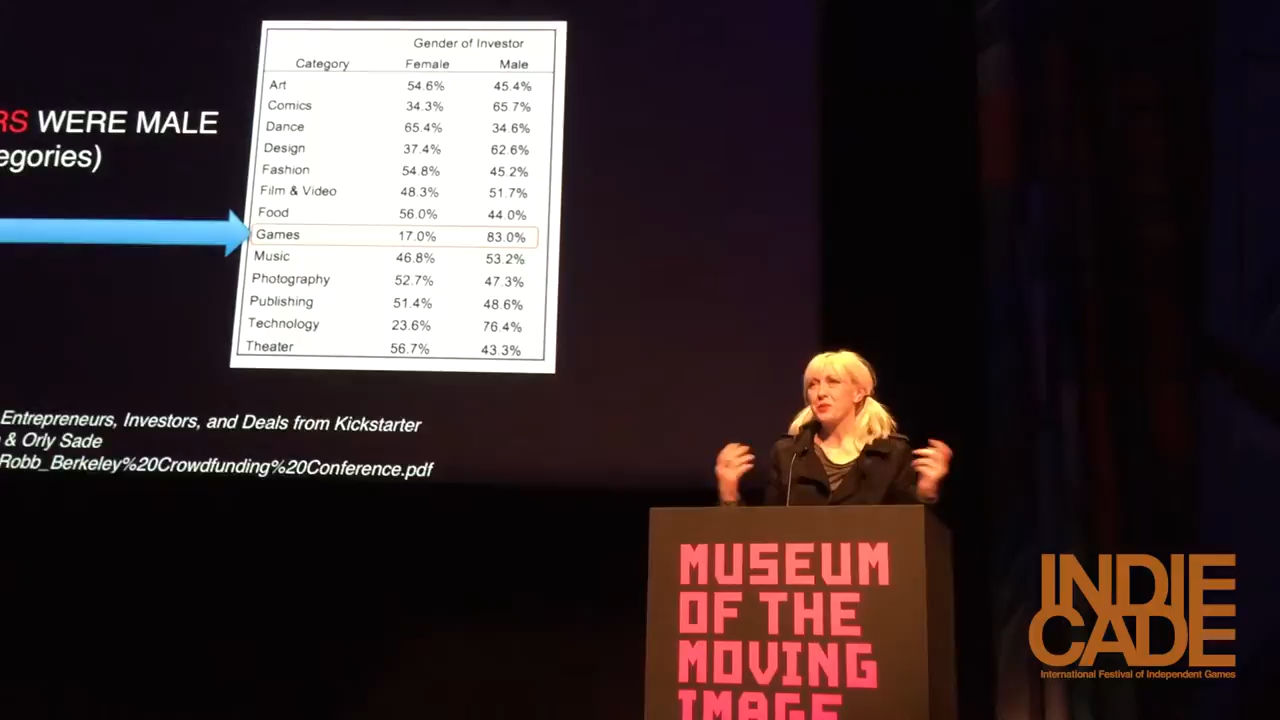 RS WERE MALE
egories)
Gender of Investor
Category Female Male
Art 54.6% 45.4%
Comics 34.3% 65.7%
Dance 65.4% 34.6%
Design 37.4% 62.6%
Fashion 54.8% 45.2%
Film & Video 48.3% 51.7%
Food 56.0% 44.0%
Games 17.0% 83.0%
Music 46.8% 53.2%
Photography 52.7% 47.3%
Publishing 51.4% 48.6%
Technology 23.6% 76.4%
Theater 56.7% 43.3%
Entrepreneurs, Investors, and Deals from Kickstarter
& Orly Sade
Robb_Berkeley%20Crowdfunding%20Conference.pdf
MUSEUM
OF THE
MOVING
IMAGE
INDIE
CADE
International Festival of Independent Games